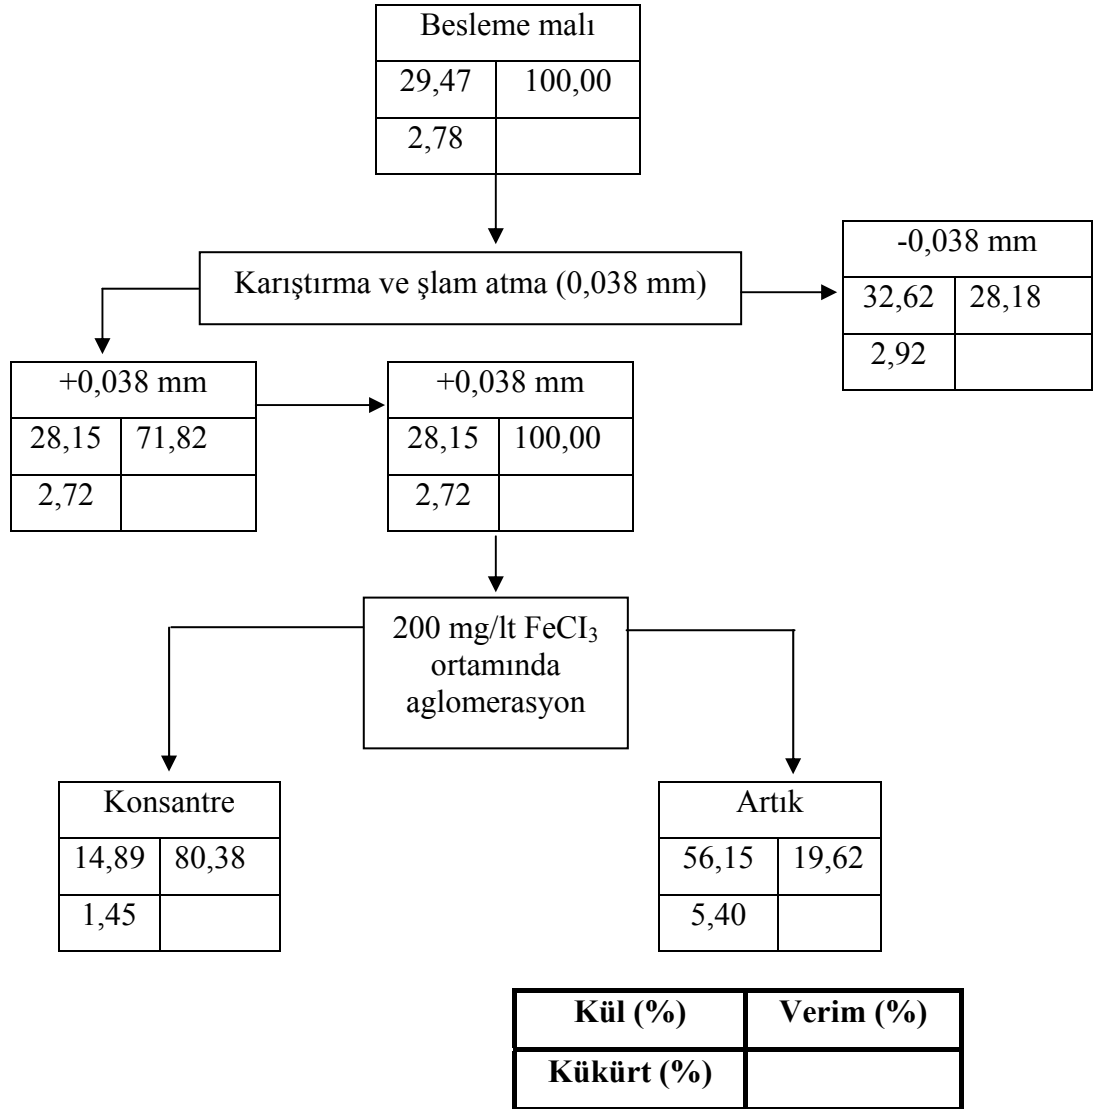 Besleme malı
29,47 100,00
2,78
Karıştırma ve şlam atma (0,038 mm)
-0,038 mm
32,62 28,18
2,92
+0,038 mm
28,15 71,82
2,72
+0,038 mm
28,15 100,00
2,72
200 mg/lt FeCI₃
ortamında
aglomerasyon
Konsantre
14,89 80,38
1,45
Artık
56,15 19,62
5,40
Kül (%) Verim (%)
Kükürt (%)